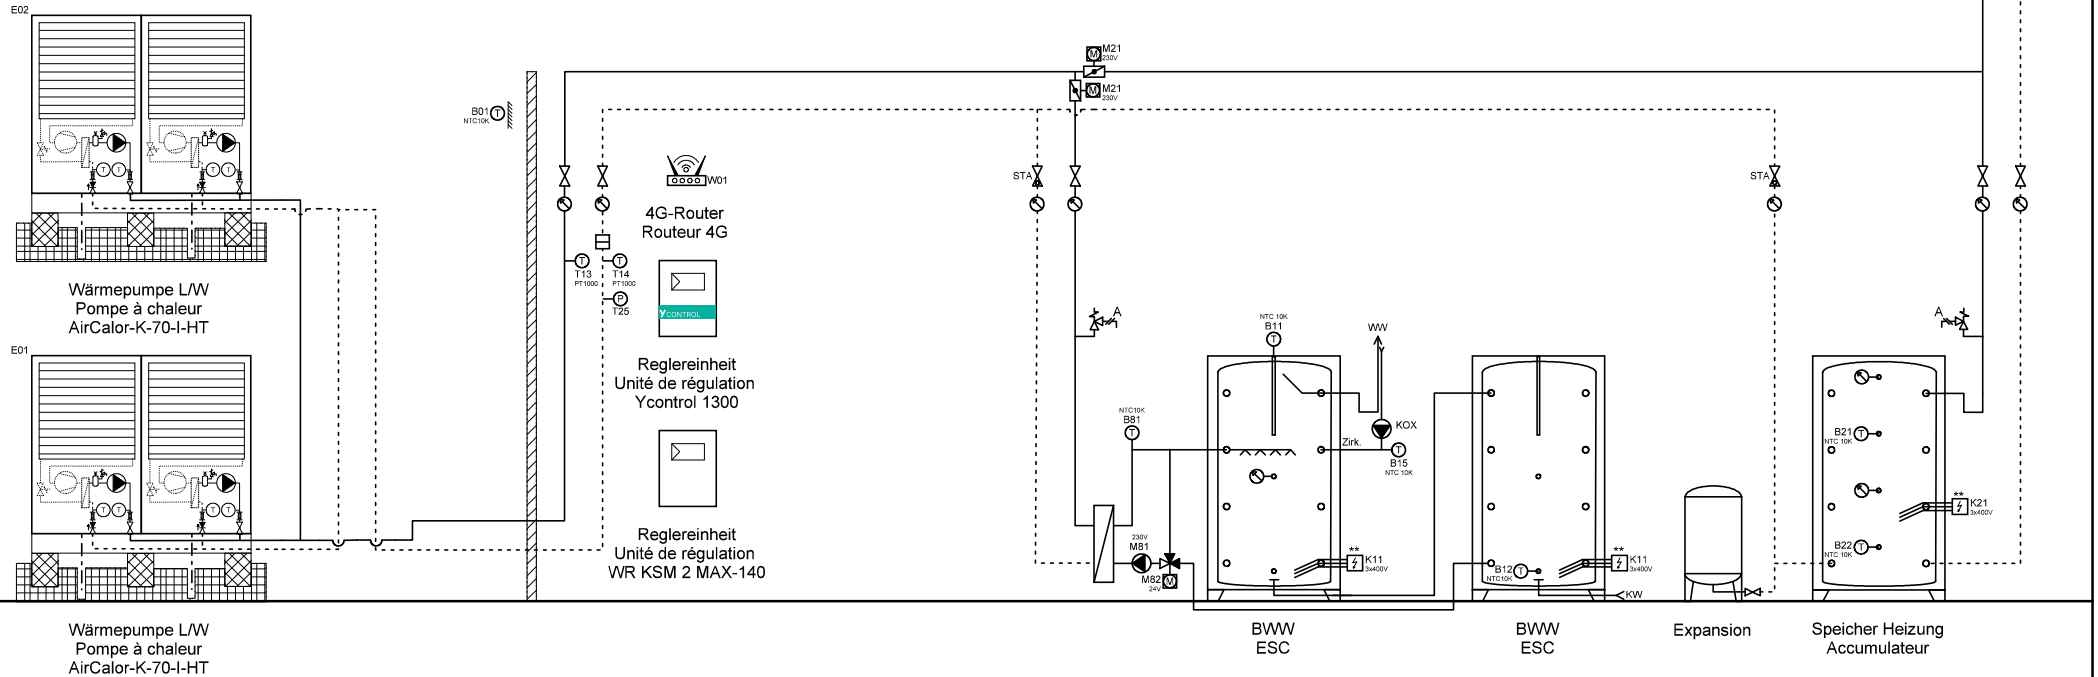 E02
Wärmepumpe L/W
Pompe à chaleur
AirCalor-K-70-I-HT
E01
Wärmepumpe L/W
Pompe à chaleur
AirCalor-K-70-I-HT
T T
T T
T T
T T
B01 T
NTC10K
W01
4G-Router
Routeur 4G
T
T13
PT1000
T
T14
PT1000
P
T25
YCONTROL
Reglereinheit
Unité de régulation
Ycontrol 1300
Reglereinheit
Unité de régulation
WR KSM 2 MAX-140
M M21
230V
M M21
230V
STA
STA
A
A
NTC10K
B81
T
230V
M81
M82
24V
M
NTC 10K
B11
T
WW
KOX
Zirk.
T
B15
NTC 10K
**
K11
3x400V
BWW
ESC
B12 T
NTC10K
**
K11
3x400V
KW
BWW
ESC
Expansion
B21 T
NTC 10K
**
K21
3x400V
B22 T
NTC 10K
Speicher Heizung
Accumulateur